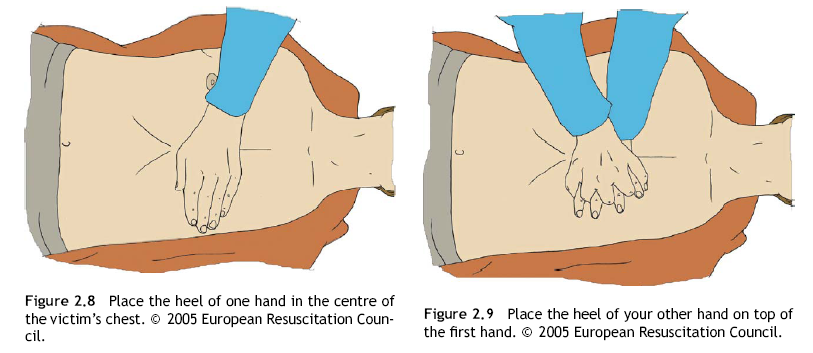 Figure 2.8 Place the heel of one hand in the centre of
the victim's chest. © 2005 European Resuscitation Coun-
cil.
Figure 2.9 Place the heel of your other hand on top of
the first hand. © 2005 European Resuscitation Council.